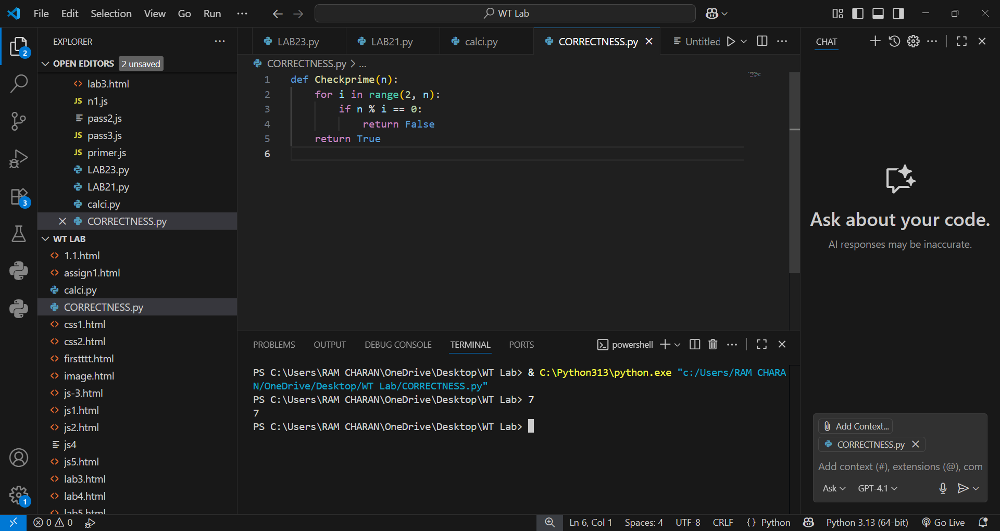 File Edit Selection View Go Run ··· WT Lab
EXPLORER ···
OPEN EDITORS 2 unsaved
<> lab3.html
JS n1.js
pass2,js
JS pass3.js
JS primer.js
LAB23.py
LAB21.py
calci.py
CORRECTNESS.py
WT LAB
<> 1.1.html
<> assign1.html
calci.py
CORRECTNESS.py
<> css1.html
<> css2.html
<> firstttt.html
<> image.html
<> js-3.html
<> js1.html
<> js2.html
js4
<> js5.html
<> lab3.html
<> lab4.html
<> lab5.html
2
3
1
LAB23.py LAB21.py calci.py CORRECTNESS.py Untitled
CORRECTNESS.py > ...
1 def Checkprime(n):
2 for i in range(2, n):
3 if n % i == 0:
4 return False
5 return True
6
PROBLEMS OUTPUT DEBUG CONSOLE TERMINAL PORTS powershell
PS C:\Users\RAM CHARAN\OneDrive\Desktop\WT Lab> & C:\Python313\python.exe "c:/Users/RAM CHARA
N/OneDrive/Desktop/WT Lab/CORRECTNESS.py"
PS C:\Users\RAM CHARAN\OneDrive\Desktop\WT Lab> 7
7
PS C:\Users\RAM CHARAN\OneDrive\Desktop\WT Lab>
CHAT
Ask about your code.
AI responses may be inaccurate.
Add Context...
CORRECTNESS.py
Add context (#), extensions (@), com
Ask GPT-4.1
0 0 Ln 6, Col 1 Spaces: 4 UTF-8 CRLF {} Python Python 3.13 (64-bit) Go Live